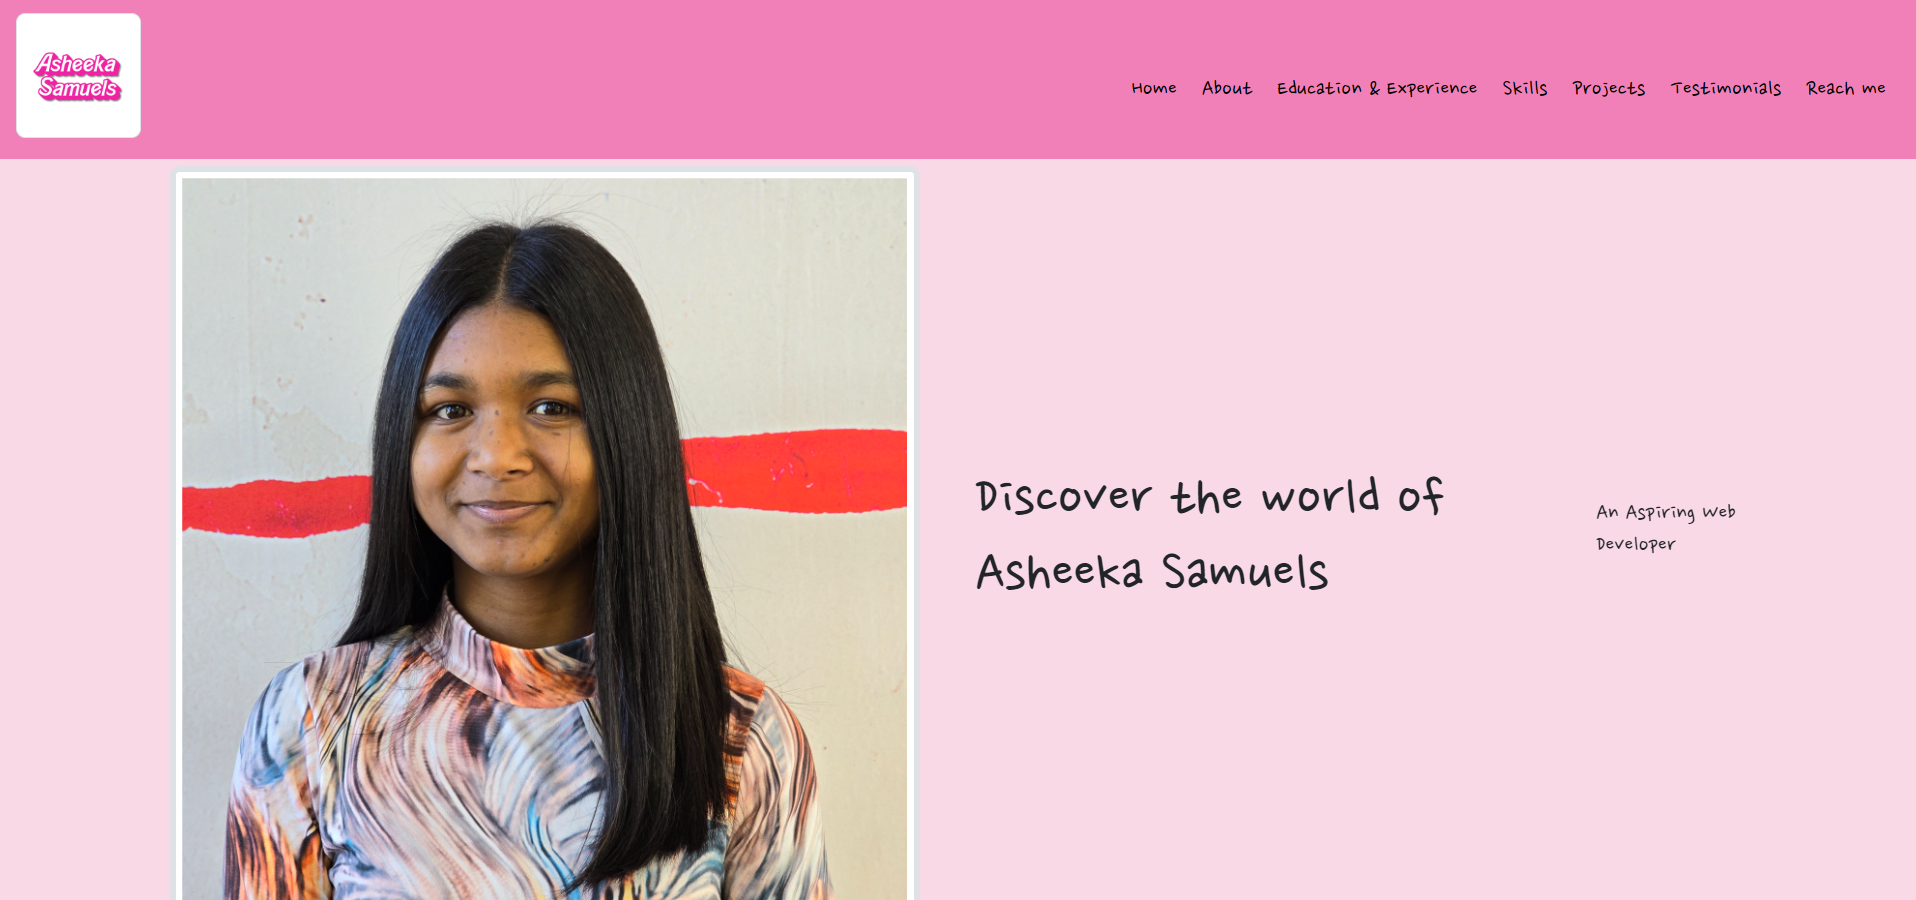 Asheeka
Samuels
Home About Education & Experience Skills Projects Testimonials Reach me
Discover the world of
Asheeka Samuels
An Aspiring Web
Developer